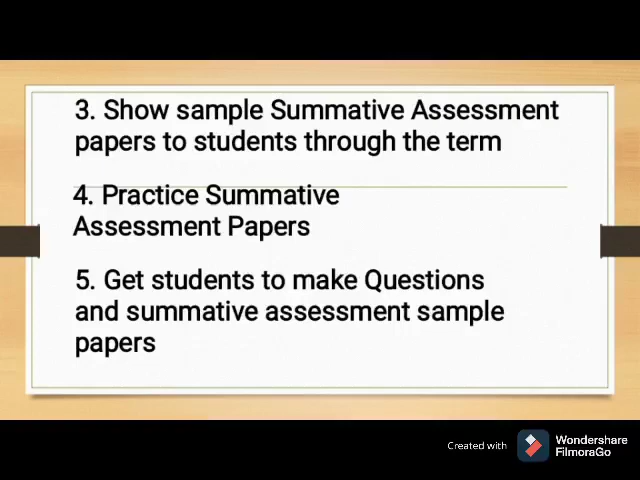 3. Show sample Summative Assessment
papers to students through the term
4. Practice Summative
Assessment Papers
5. Get students to make Questions
and summative assessment sample
papers
Created with
Wondershare
FilmoraGo